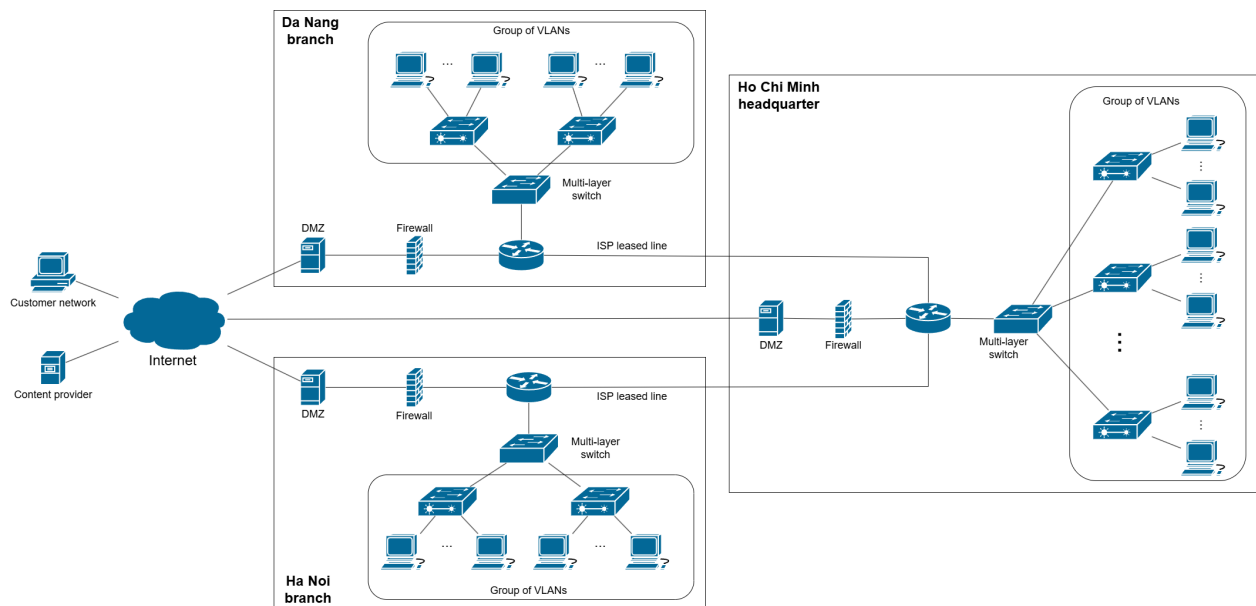 Da Nang
branch
Group of VLANs
...
...
?
?
?
?
Multi-layer
switch
DMZ
Firewall
ISP leased line
Customer network
Content provider
Internet
Ho Chi Minh
headquarter
Group of VLANs
?
...
?
?
...
?
...
?
...
?
DMZ
Firewall
Multi-layer
switch
DMZ
Firewall
ISP leased line
Multi-layer
switch
...
...
?
?
?
?
Group of VLANs
Ha Noi
branch